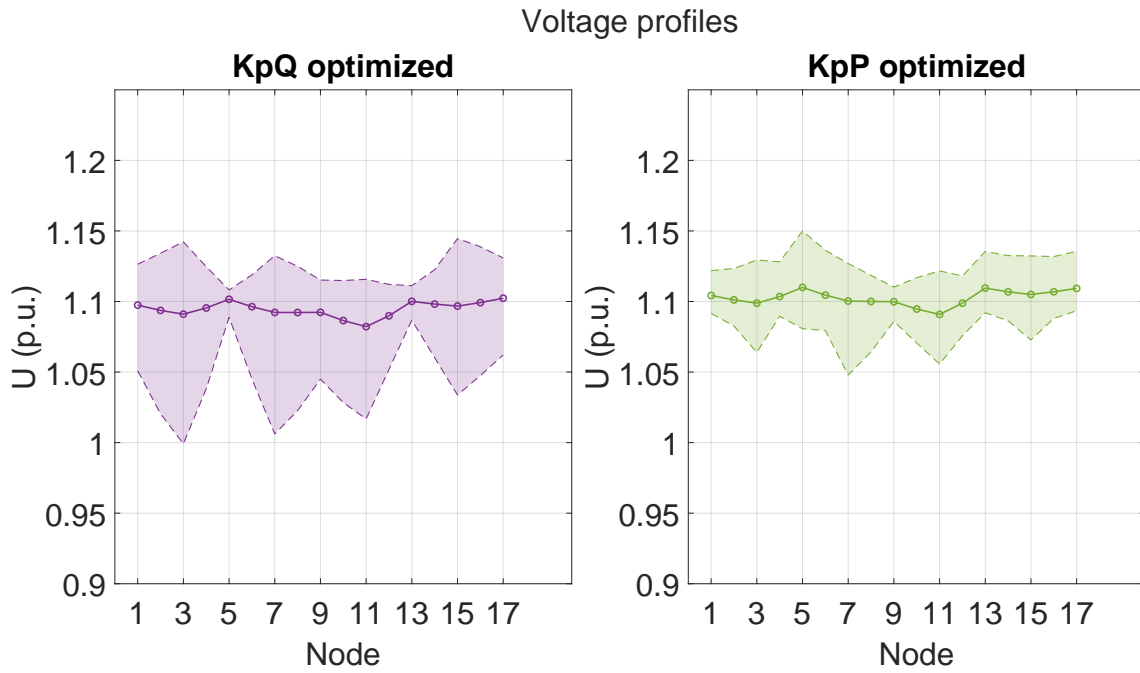 Voltage profiles
KpQ optimized
U (p.u.)
1.2
1.15
1.1
1.05
1
0.95
0.9
1 3 5 7 9 11 13 15 17
Node
KpP optimized
U (p.u.)
1.2
1.15
1.1
1.05
1
0.95
0.9
1 3 5 7 9 11 13 15 17
Node